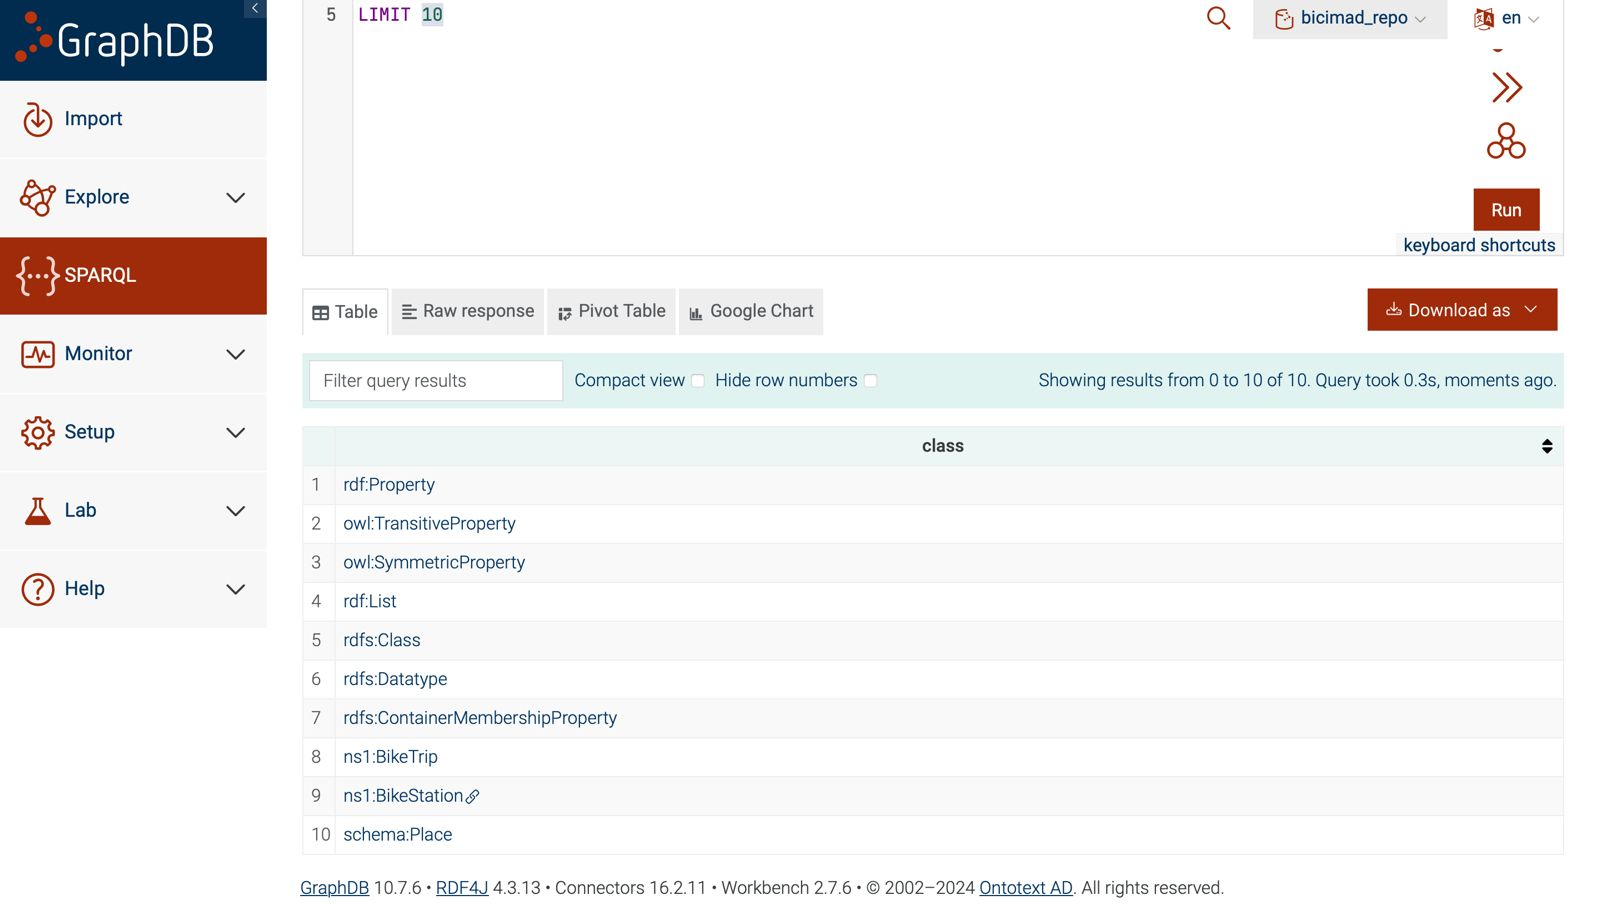 GraphDB
Import
Explore
SPARQL
Monitor
Setup
Lab
Help
5 LIMIT 10
bicimad_repo
en
Run
keyboard shortcuts
Table
Raw response
Pivot Table
Google Chart
Download as
Filter query results
Compact view
Hide row numbers
Showing results from 0 to 10 of 10. Query took 0.3s, moments ago.
class
1 rdf:Property
2 owl:TransitiveProperty
3 owl:SymmetricProperty
4 rdf:List
5 rdfs:Class
6 rdfs:Datatype
7 rdfs:ContainerMembershipProperty
8 ns1:BikeTrip
9 ns1:BikeStation
10 schema:Place
GraphDB 10.7.6 • RDF4J 4.3.13 • Connectors 16.2.11 • Workbench 2.7.6 • © 2002–2024 Ontotext AD. All rights reserved.